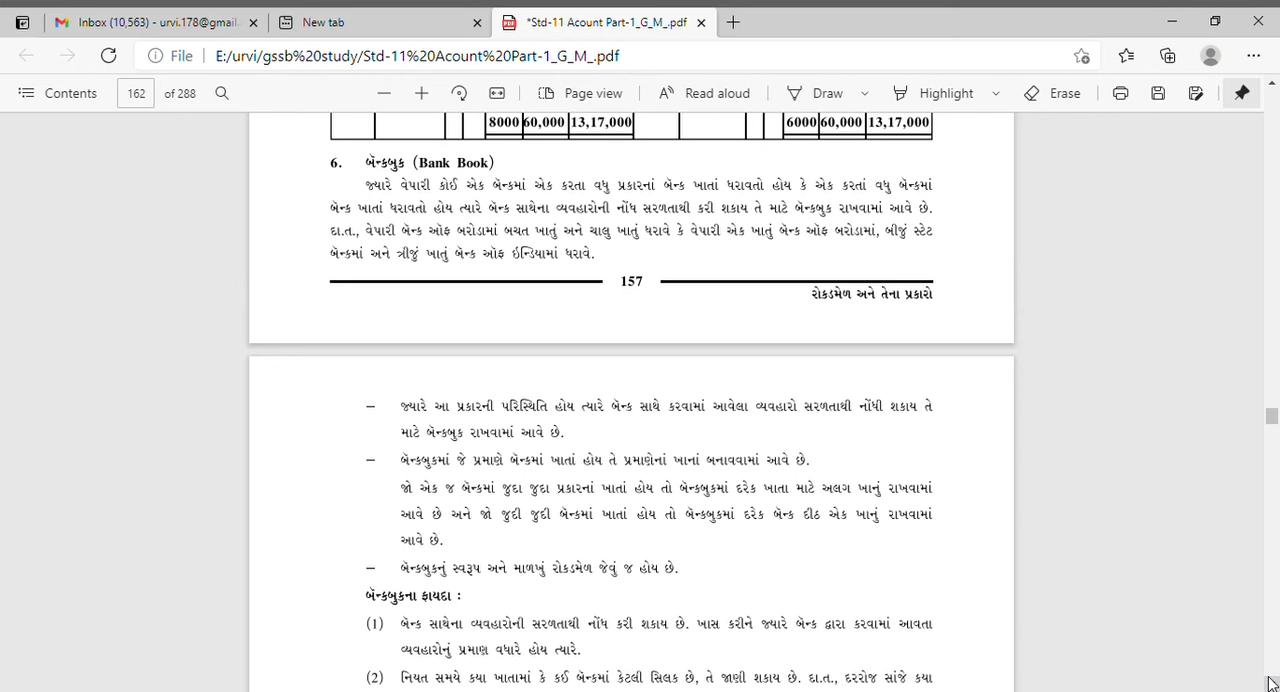 Inbox (10,563) - urvi.178@gmail
New tab
*Std-11 Acount Part-1_G_M_.pdf
File E:/urvi/gssb%20study/Std-11%20Acount%20Part-1_G_M_.pdf
Contents 162 of 288 Page view Read aloud Draw Highlight Erase
8000 60,000 13,17,000 6000 60,000 13,17,000
6. બૅન્કબુક (Bank Book)
જ્યારે વેપારી કોઈ એક બૅન્કમાં એક કરતા વધુ પ્રકારનાં બૅન્ક ખાતાં ધરાવતો હોય કે એક કરતાં વધુ બૅન્કમાં
બૅન્ક ખાતાં ધરાવતો હોય ત્યારે બૅન્ક સાથેના વ્યવહારોની નોંધ સરળતાથી કરી શકાય તે માટે બૅન્કબુક રાખવામાં આવે છે.
દા.ત., વેપારી બૅન્ક ઑફ બરોડામાં બચત ખાતું અને ચાલુ ખાતું ધરાવે કે વેપારી એક ખાતું બૅન્ક ઑફ બરોડામાં, બીજું સ્ટેટ
બૅન્કમાં અને ત્રીજું ખાતું બૅન્ક ઑફ ઇન્ડિયામાં ધરાવે.
157
રોકડમેળ અને તેના પ્રકારો
– જ્યારે આ પ્રકારની પરિસ્થિતિ હોય ત્યારે બૅન્ક સાથે કરવામાં આવેલા વ્યવહારો સરળતાથી નોંધી શકાય તે
માટે બૅન્કબુક રાખવામાં આવે છે.
– બૅન્કબુકમાં જે પ્રમાણે બૅન્કમાં ખાતાં હોય તે પ્રમાણેનાં ખાનાં બનાવવામાં આવે છે.
જો એક જ બૅન્કમાં જુદા જુદા પ્રકારનાં ખાતાં હોય તો બૅન્કબુકમાં દરેક ખાતા માટે અલગ ખાનું રાખવામાં
આવે છે અને જો જુદી જુદી બૅન્કમાં ખાતાં હોય તો બૅન્કબુકમાં દરેક બૅન્ક દીઠ એક ખાનું રાખવામાં
આવે છે.
– બૅન્કબુકનું સ્વરૂપ અને માળખું રોકડમેળ જેવું જ હોય છે.
બૅન્કબુકના ફાયદા :
(1) બૅન્ક સાથેના વ્યવહારોની સરળતાથી નોંધ કરી શકાય છે. ખાસ કરીને જ્યારે બૅન્ક દ્વારા કરવામાં આવતા
વ્યવહારોનું પ્રમાણ વધારે હોય ત્યારે.
(2) નિયત સમયે કયા ખાતામાં કે કઈ બૅન્કમાં કેટલી સિલક છે, તે જાણી શકાય છે. દા.ત., દરરોજ સાંજે કયા